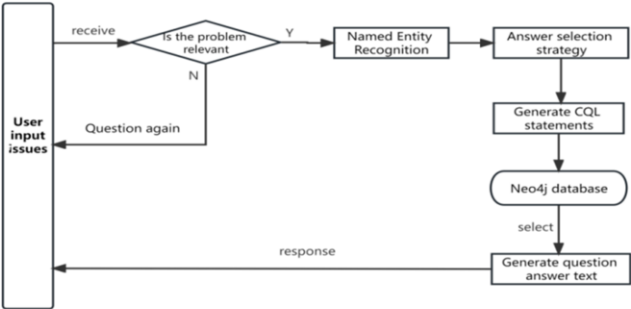 User
input
issues
receive
Is the problem
relevant
Y
N
Question again
Named Entity
Recognition
Answer selection
strategy
Generate CQL
statements
Neo4j database
select
Generate question
answer text
response